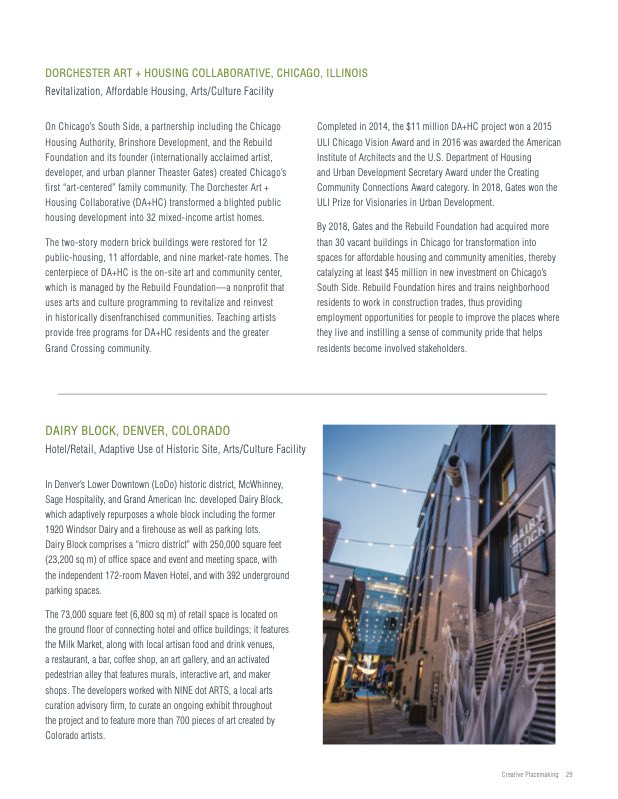 DORCHESTER ART + HOUSING COLLABORATIVE, CHICAGO, ILLINOIS
Revitalization, Affordable Housing, Arts/Culture Facility
On Chicago's South Side, a partnership including the Chicago
Housing Authority, Brinshore Development, and the Rebuild
Foundation and its founder (internationally acclaimed artist,
developer, and urban planner Theaster Gates) created Chicago's
first "art-centered" family community. The Dorchester Art +
Housing Collaborative (DA+HC) transformed a blighted public
housing development into 32 mixed-income artist homes.
The two-story modern brick buildings were restored for 12
public-housing, 11 affordable, and nine market-rate homes. The
centerpiece of DA+HC is the on-site art and community center,
which is managed by the Rebuild Foundation—a nonprofit that
uses arts and culture programming to revitalize and reinvest
in historically disenfranchised communities. Teaching artists
provide free programs for DA+HC residents and the greater
Grand Crossing community.
Completed in 2014, the $11 million DA+HC project won a 2015
ULI Chicago Vision Award and in 2016 was awarded the American
Institute of Architects and the U.S. Department of Housing
and Urban Development Secretary Award under the Creating
Community Connections Award category. In 2018, Gates won the
ULI Prize for Visionaries in Urban Development.
By 2018, Gates and the Rebuild Foundation had acquired more
than 30 vacant buildings in Chicago for transformation into
spaces for affordable housing and community amenities, thereby
catalyzing at least $45 million in new investment on Chicago's
South Side. Rebuild Foundation hires and trains neighborhood
residents to work in construction trades, thus providing
employment opportunities for people to improve the places where
they live and instilling a sense of community pride that helps
residents become involved stakeholders.
DAIRY BLOCK, DENVER, COLORADO
Hotel/Retail, Adaptive Use of Historic Site, Arts/Culture Facility
In Denver's Lower Downtown (LoDo) historic district, McWhinney,
Sage Hospitality, and Grand American Inc. developed Dairy Block,
which adaptively repurposes a whole block including the former
1920 Windsor Dairy and a firehouse as well as parking lots.
Dairy Block comprises a "micro district" with 250,000 square feet
(23,200 sq m) of office space and event and meeting space, with
the independent 172-room Maven Hotel, and with 392 underground
parking spaces.
The 73,000 square feet (6,800 sq m) of retail space is located on
the ground floor of connecting hotel and office buildings; it features
the Milk Market, along with local artisan food and drink venues,
a restaurant, a bar, coffee shop, an art gallery, and an activated
pedestrian alley that features murals, interactive art, and maker
shops. The developers worked with NINE dot ARTS, a local arts
curation advisory firm, to curate an ongoing exhibit throughout
the project and to feature more than 700 pieces of art created by
Colorado artists.
DAIRY
BLOCK
Creative Placemaking 29